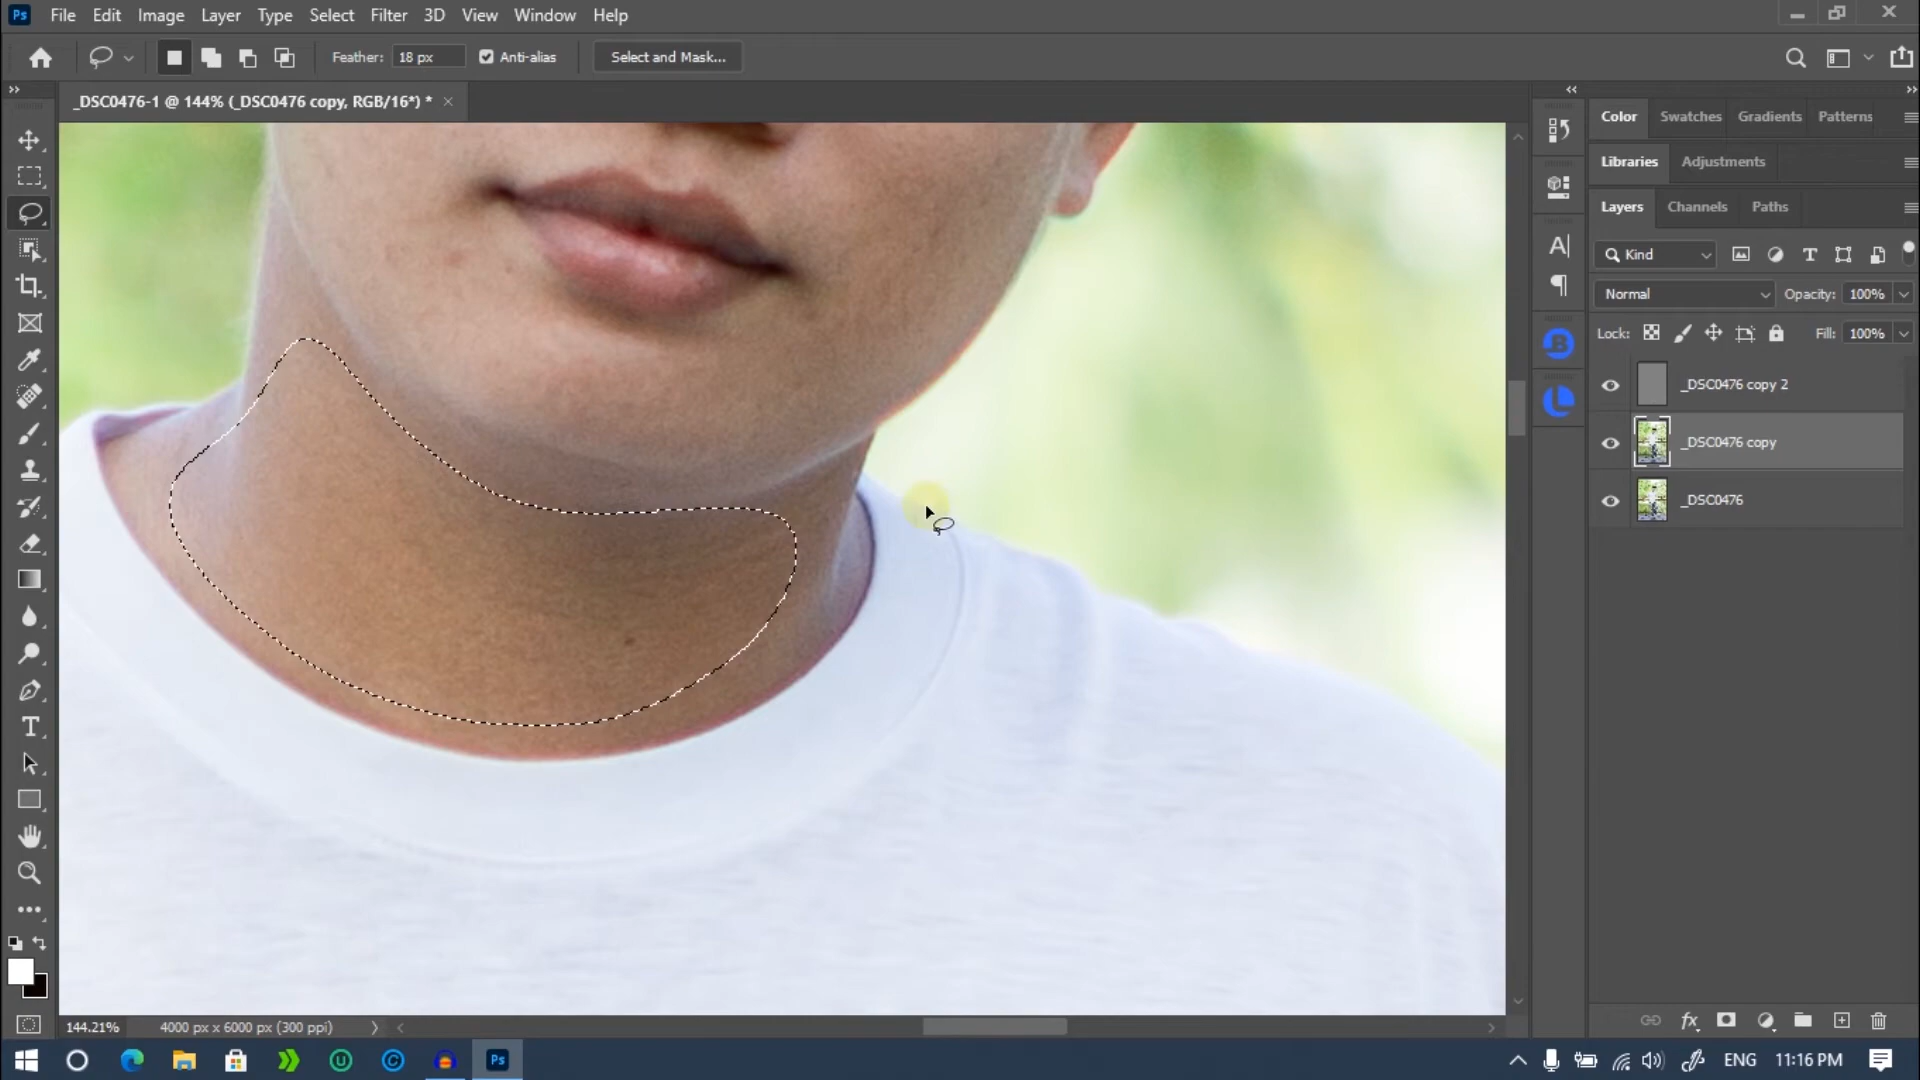 Ps File Edit Image Layer Type Select Filter 3D View Window Help
Feather: 18 px Anti-alias Select and Mask...
_DSC0476-1 @ 144% (_DSC0476 copy, RGB/16*) * ×
Color Swatches Gradients Patterns
Libraries Adjustments
Layers Channels Paths
Kind
Normal Opacity: 100%
Lock: Fill: 100%
_DSC0476 copy 2
_DSC0476 copy
_DSC0476
144.21% 4000 px x 6000 px (300 ppi)
Ps ENG 11:16 PM